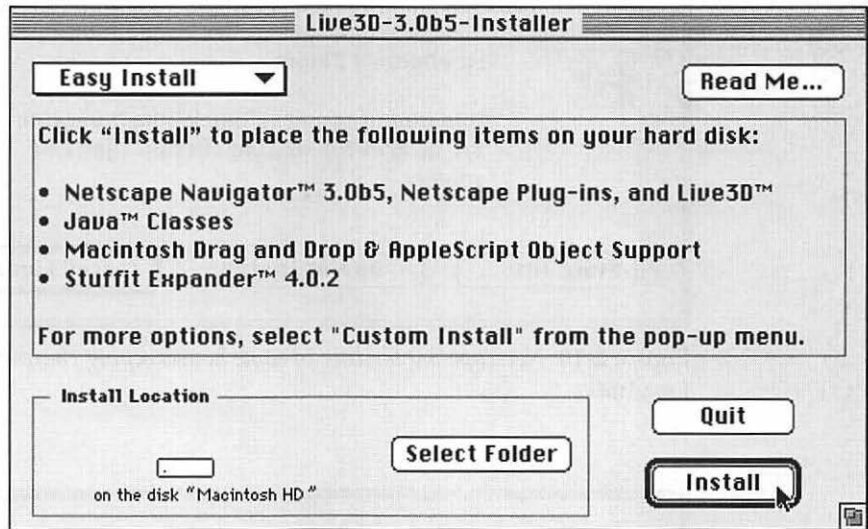 Live3D-3.0b5-Installer
Easy Install
Read Me...
Click “Install” to place the following items on your hard disk:
• Netscape Navigator™ 3.0b5, Netscape Plug-ins, and Live3D™
• Java™ Classes
• Macintosh Drag and Drop & AppleScript Object Support
• Stuffit Expander™ 4.0.2
For more options, select "Custom Install" from the pop-up menu.
Install Location
Quit
Select Folder
Install
on the disk “Macintosh HD”